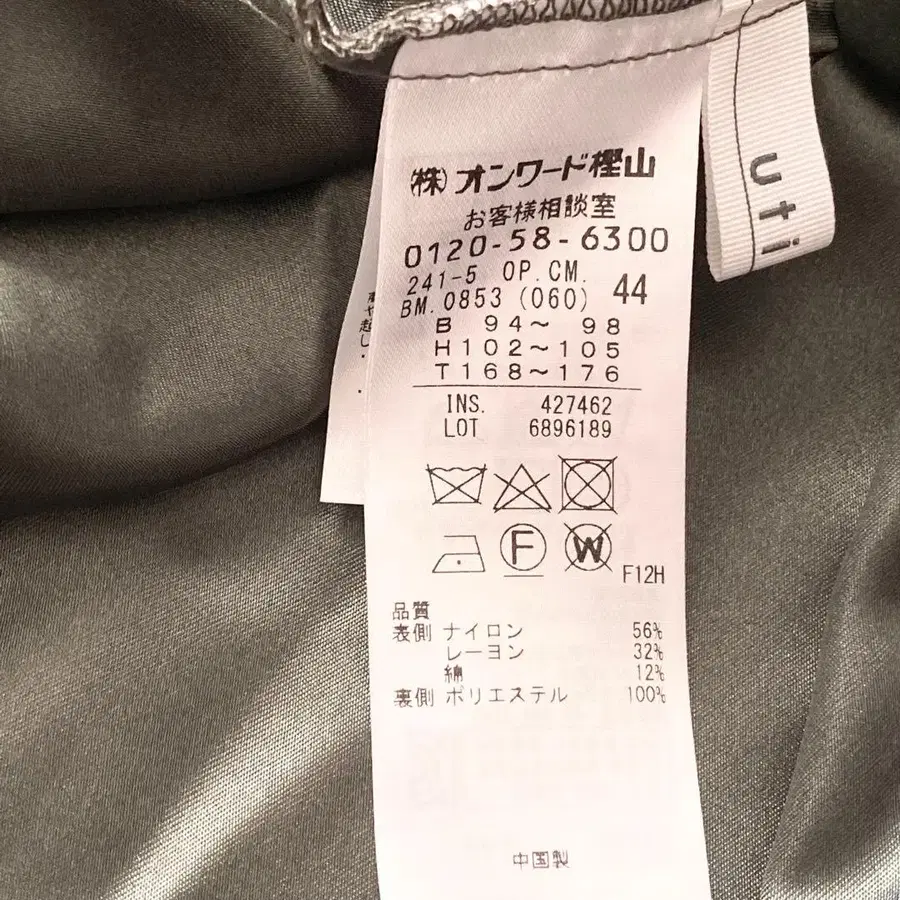 ㈱オンワード樫山
お客様相談室
0120-58-6300
241-5 OP.CM.
BM.0853 (060) 44
B 94〜 98
H102〜105
T168〜176
INS. 427462
LOT 6896189
F
W
F12H
品質
表側 ナイロン 56%
レーヨン 32%
綿 12%
裏側 ポリエステル 100%
中国製
uti